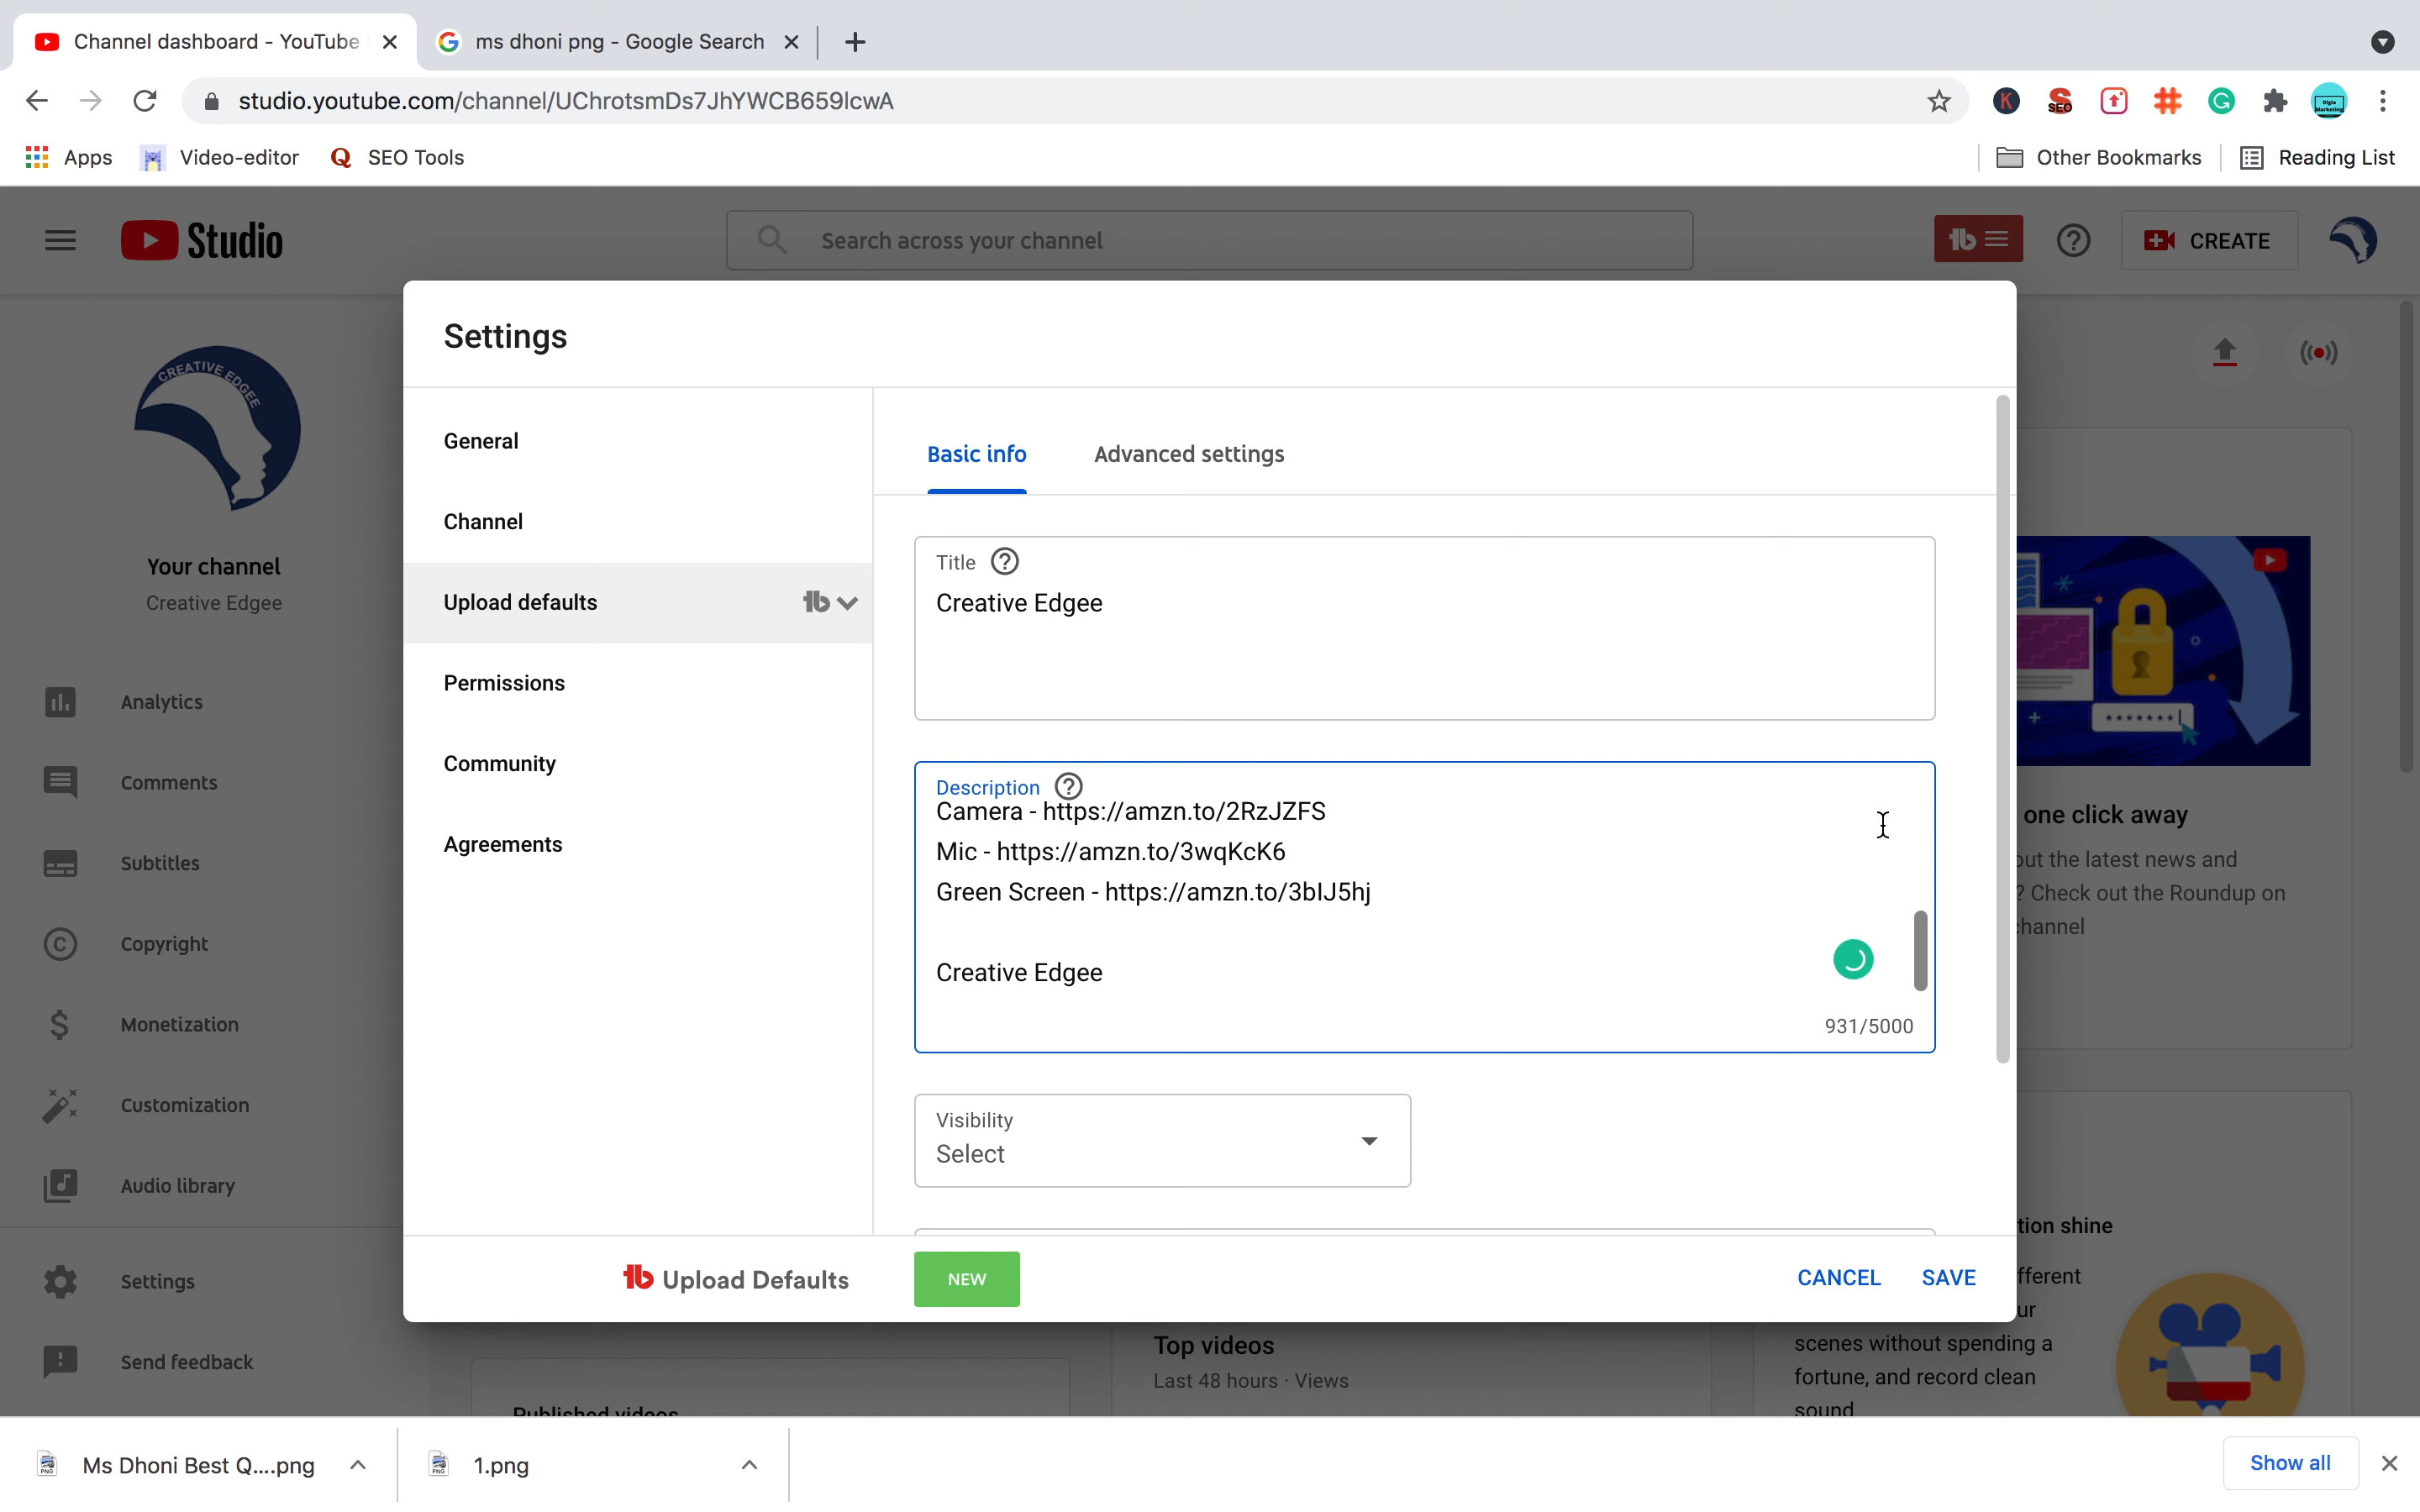 Channel dashboard - YouTube
ms dhoni png - Google Search
studio.youtube.com/channel/UChrotsmDs7JhYWCB659lcwA
Apps
Video-editor
SEO Tools
Other Bookmarks
Reading List
Studio
Search across your channel
CREATE
Settings
CREATIVE EDGEE
Your channel
Creative Edgee
Analytics
Comments
Subtitles
Copyright
Monetization
Customization
Audio library
Settings
Send feedback
General
Channel
Upload defaults
Permissions
Community
Agreements
Basic info
Advanced settings
Title
Creative Edgee
Description
Camera - https://amzn.to/2RzJZFS
Mic - https://amzn.to/3wqKcK6
Green Screen - https://amzn.to/3blJ5hj
Creative Edgee
931/5000
Visibility
Select
tb Upload Defaults
NEW
CANCEL
SAVE
one click away
out the latest news and
? Check out the Roundup on
hannel
tion shine
fferent
ur
scenes without spending a
fortune, and record clean
sound
Top videos
Last 48 hours · Views
Published videos
Ms Dhoni Best Q....png
1.png
Show all